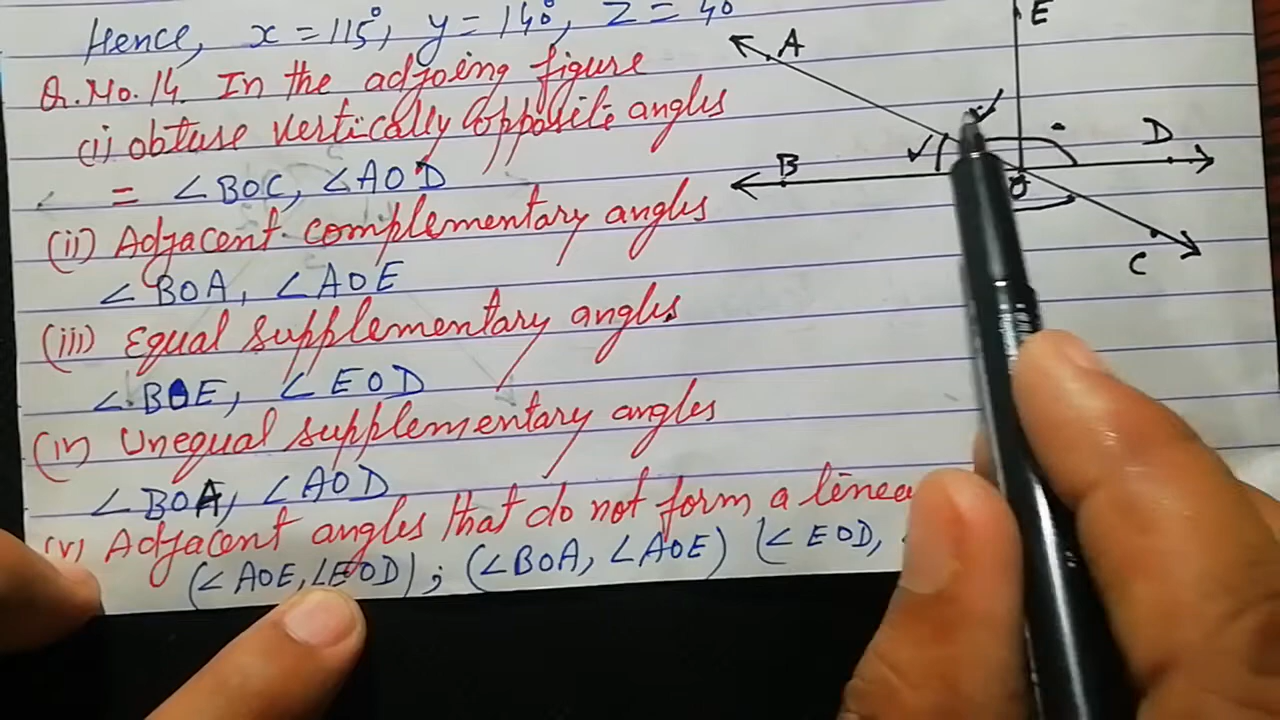 Hence, x = 115°, y = 140°, z = 40
Q.No.14. In the adjoing figure
(i) obtuse vertically opposite angles
= ∠BOC, ∠AOD
(ii) Adjacent complementary angles
∠BOA, ∠AOE
(iii) Equal supplementary angles
∠BOE, ∠EOD
(iv) Unequal supplementary angles
∠BOA, ∠AOD
(v) Adjacent angles that do not form a linea
(∠AOE, ∠EOD); (∠BOA, ∠AOE) (∠EOD,
E
A
D
B
O
C